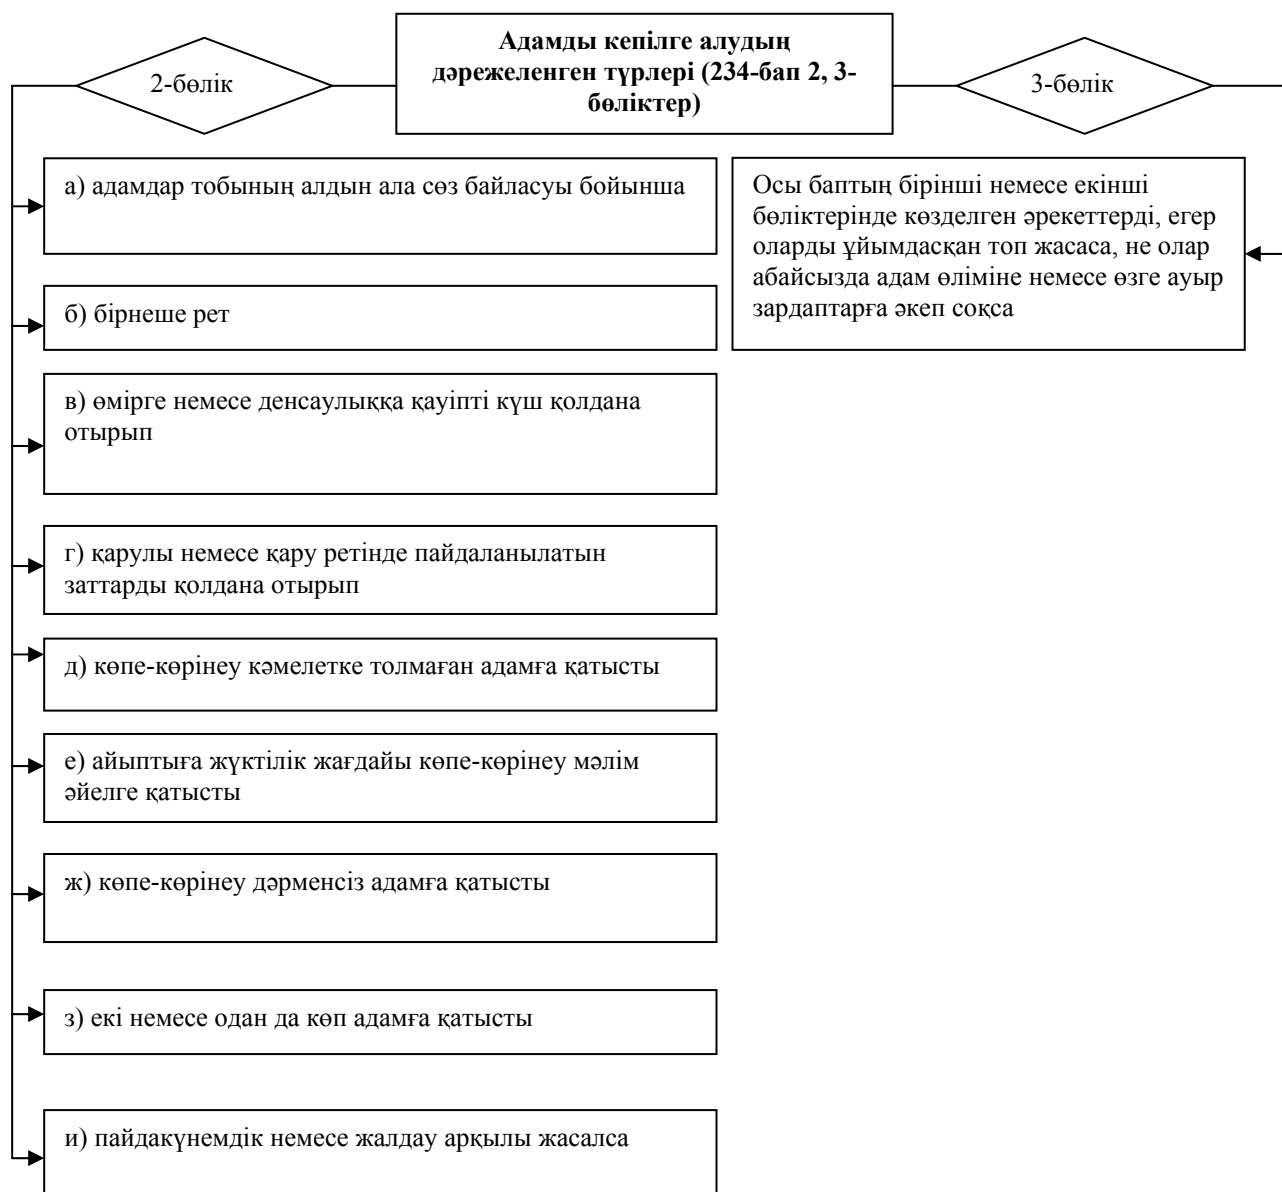 Адамды кепілге алудың
дәрежеленген түрлері (234-бап 2, 3-
бөліктер)
2-бөлік
3-бөлік
а) адамдар тобының алдын ала сөз байласуы бойынша
б) бірнеше рет
в) өмірге немесе денсаулыққа қауіпті күш қолдана
отырып
г) қарулы немесе қару ретінде пайдаланылатын
заттарды қолдана отырып
д) көпе-көрінеу кәмелетке толмаған адамға қатысты
е) айыптыға жүктілік жағдайы көпе-көрінеу мәлім
әйелге қатысты
ж) көпе-көрінеу дәрменсіз адамға қатысты
з) екі немесе одан да көп адамға қатысты
и) пайдакүнемдік немесе жалдау арқылы жасалса
Осы баптың бірінші немесе екінші
бөліктерінде көзделген әрекеттерді, егер
оларды ұйымдасқан топ жасаса, не олар
абайсызда адам өліміне немесе өзге ауыр
зардаптарға әкеп соқса